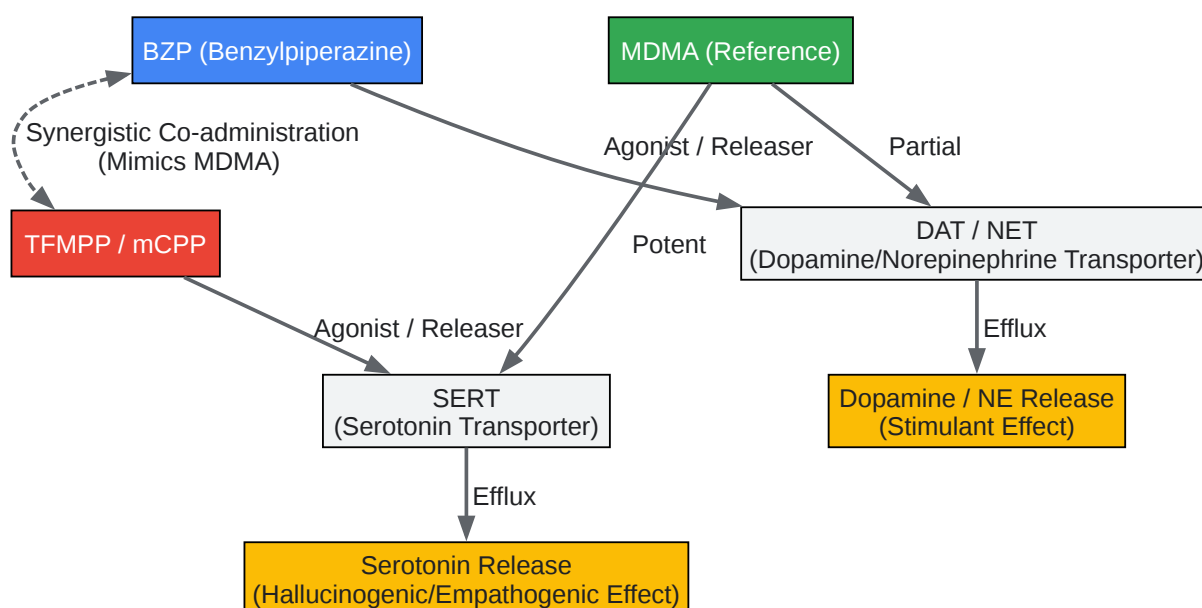 BZP (Benzylpiperazine)
MDMA (Reference)
Synergistic Co-administration
(Mimics MDMA)
Agonist / Releaser
Partial
TFMPP / mCPP
Potent
DAT / NET
(Dopamine/Norepinephrine Transporter)
Agonist / Releaser
Efflux
SERT
(Serotonin Transporter)
Dopamine / NE Release
(Stimulant Effect)
Efflux
Serotonin Release
(Hallucinogenic/Empathogenic Effect)